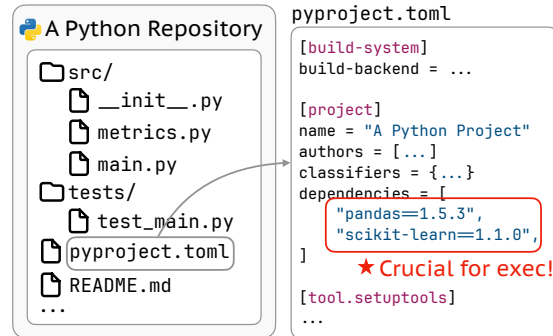 A Python Repository
src/
__init__.py
metrics.py
main.py
tests/
test_main.py
pyproject.toml
README.md
...
pyproject.toml
[build-system]
build-backend = ...
[project]
name = "A Python Project"
authors = [...]
classifiers = {...}
dependencies = [
"pandas==1.5.3",
"scikit-learn==1.1.0",
]
★Crucial for exec!
[tool.setuptools]
...